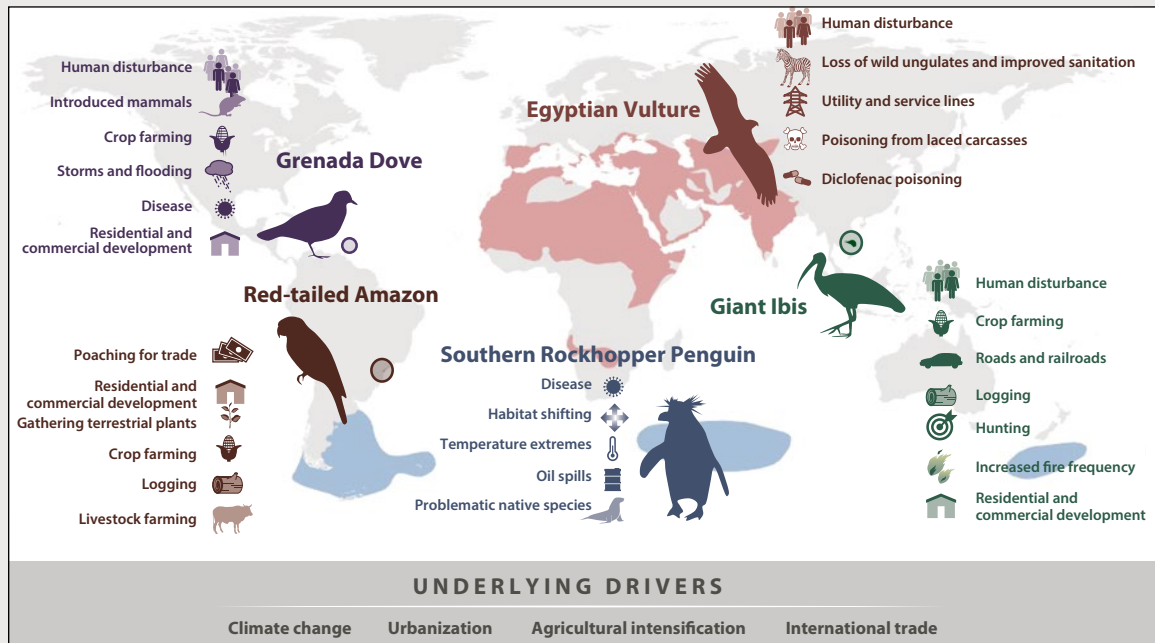 Human disturbance
Introduced mammals
Crop farming
Storms and flooding
Disease
Residential and
commercial development
Grenada Dove
Egyptian Vulture
Human disturbance
Loss of wild ungulates and improved sanitation
Utility and service lines
Poisoning from laced carcasses
Diclofenac poisoning
Red-tailed Amazon
Poaching for trade
Residential and
commercial development
Gathering terrestrial plants
Crop farming
Logging
Livestock farming
Southern Rockhopper Penguin
Disease
Habitat shifting
Temperature extremes
Oil spills
Problematic native species
Giant Ibis
Human disturbance
Crop farming
Roads and railroads
Logging
Hunting
Increased fire frequency
Residential and
commercial development
UNDERLYING DRIVERS
Climate change Urbanization Agricultural intensification International trade